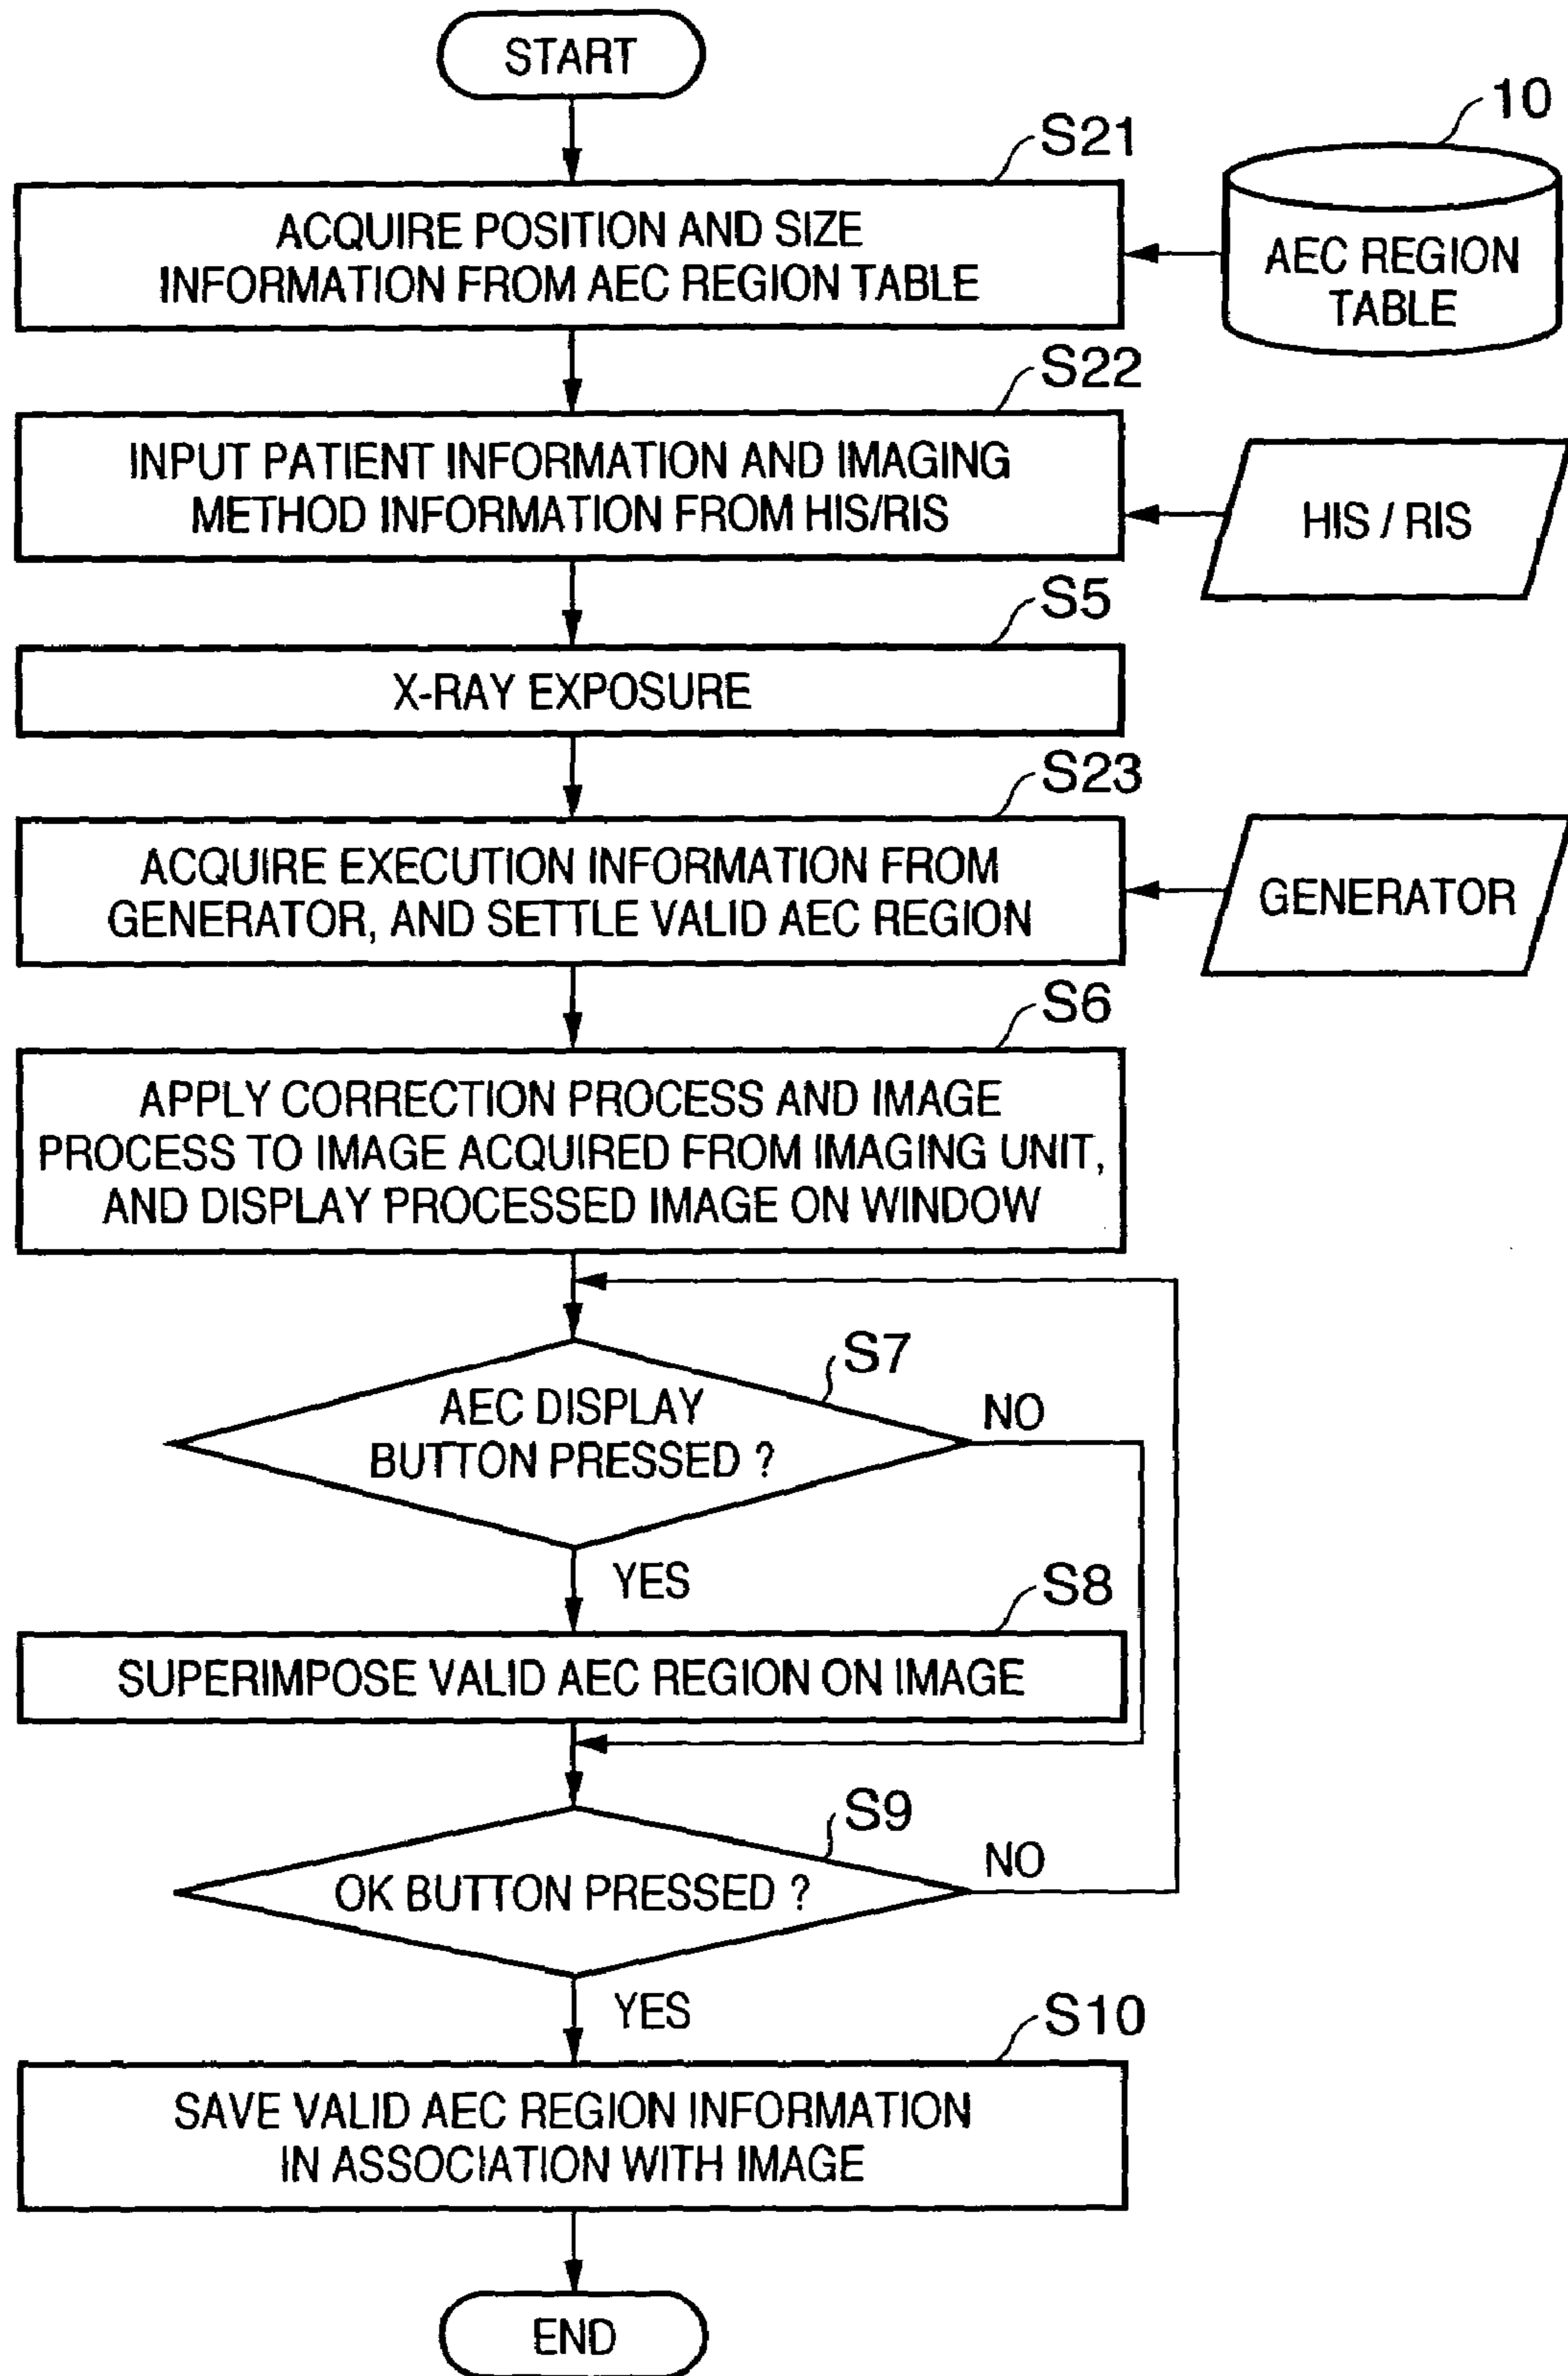 START
S21
10
ACQUIRE POSITION AND SIZE
INFORMATION FROM AEC REGION TABLE
AEC REGION
TABLE
S22
INPUT PATIENT INFORMATION AND IMAGING
METHOD INFORMATION FROM HIS/RIS
HIS / RIS
S5
X-RAY EXPOSURE
S23
ACQUIRE EXECUTION INFORMATION FROM
GENERATOR, AND SETTLE VALID AEC REGION
GENERATOR
S6
APPLY CORRECTION PROCESS AND IMAGE
PROCESS TO IMAGE ACQUIRED FROM IMAGING UNIT,
AND DISPLAY PROCESSED IMAGE ON WINDOW
S7
AEC DISPLAY
BUTTON PRESSED ?
NO
YES
S8
SUPERIMPOSE VALID AEC REGION ON IMAGE
S9
OK BUTTON PRESSED ?
NO
YES
S10
SAVE VALID AEC REGION INFORMATION
IN ASSOCIATION WITH IMAGE
END